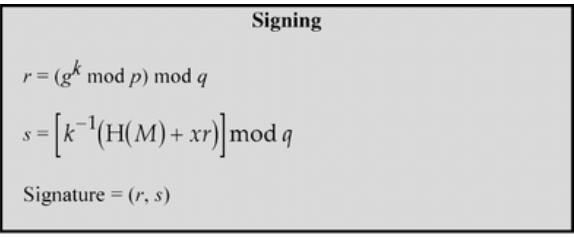 Signing
r = (g^k mod p) mod q
s = [k^−1(H(M) + xr)] mod q
Signature = (r, s)